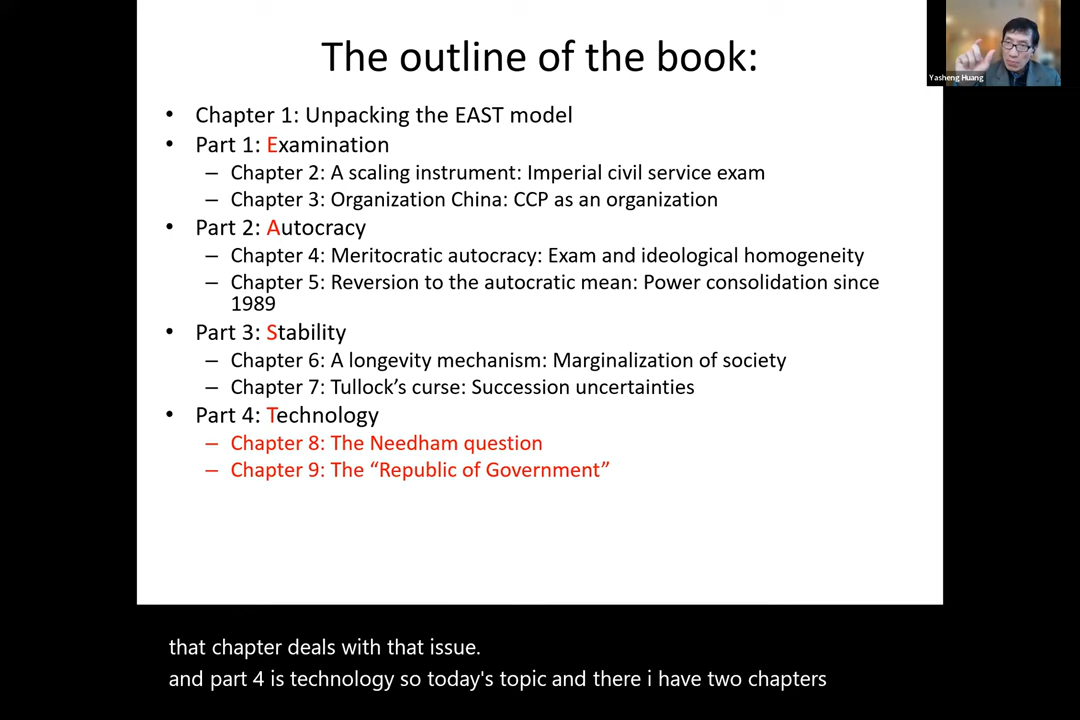 The outline of the book:
Yasheng Huang
• Chapter 1: Unpacking the EAST model
• Part 1: Examination
– Chapter 2: A scaling instrument: Imperial civil service exam
– Chapter 3: Organization China: CCP as an organization
• Part 2: Autocracy
– Chapter 4: Meritocratic autocracy: Exam and ideological homogeneity
– Chapter 5: Reversion to the autocratic mean: Power consolidation since
1989
• Part 3: Stability
– Chapter 6: A longevity mechanism: Marginalization of society
– Chapter 7: Tullock’s curse: Succession uncertainties
• Part 4: Technology
– Chapter 8: The Needham question
– Chapter 9: The “Republic of Government”
that chapter deals with that issue.
and part 4 is technology so today's topic and there i have two chapters